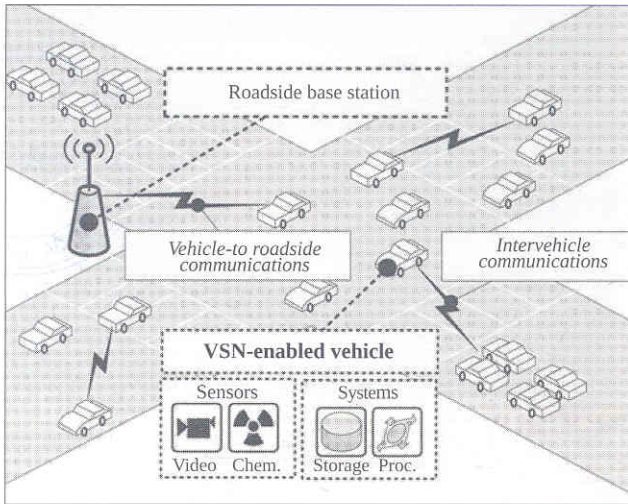 Roadside base station
Vehicle-to roadside
communications
Intervehicle
communications
VSN-enabled vehicle
Sensors
Systems
Video
Chem.
Storage
Proc.